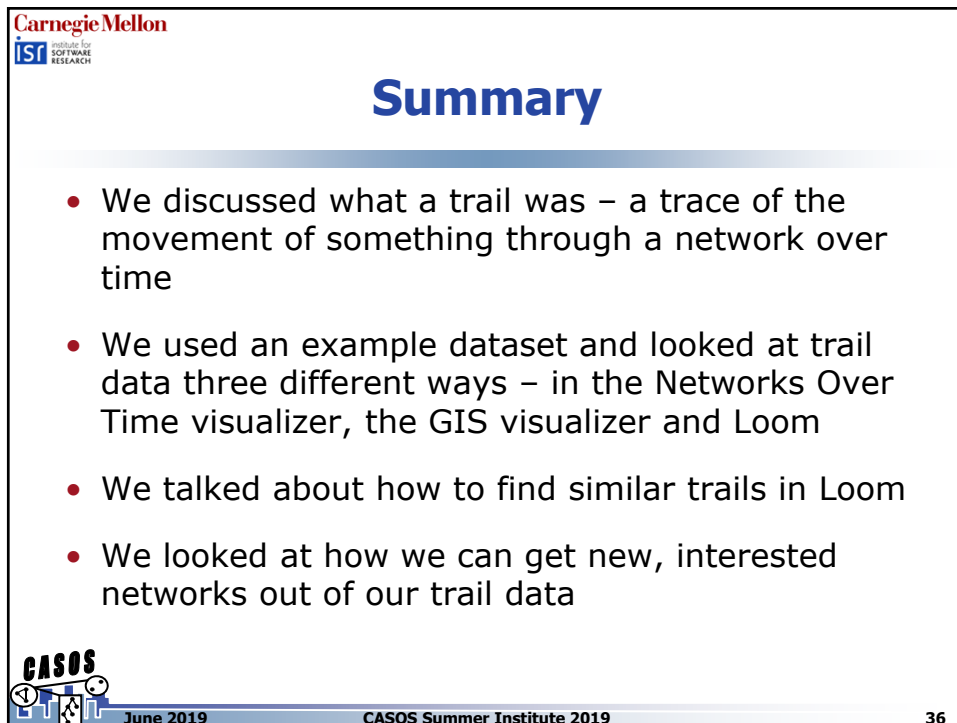 Carnegie Mellon
isr institute for
SOFTWARE
RESEARCH
Summary
• We discussed what a trail was – a trace of the
movement of something through a network over
time
• We used an example dataset and looked at trail
data three different ways – in the Networks Over
Time visualizer, the GIS visualizer and Loom
• We talked about how to find similar trails in Loom
• We looked at how we can get new, interested
networks out of our trail data
CASOS
June 2019 CASOS Summer Institute 2019 36